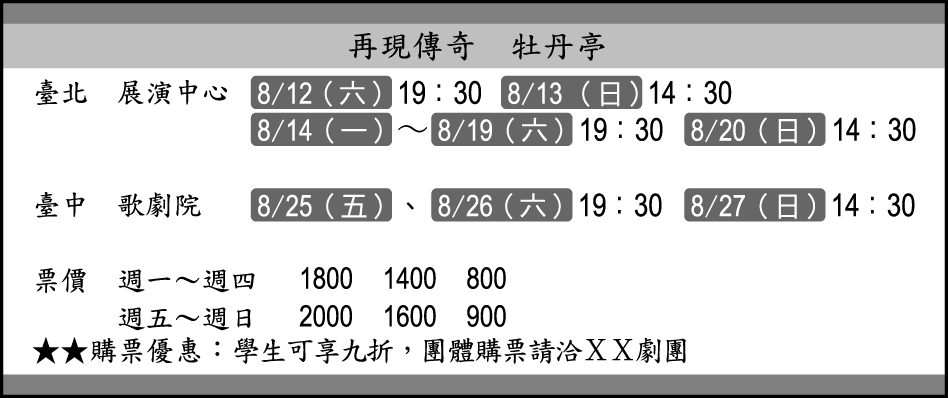 再現傳奇　牡丹亭
臺北　展演中心　8/12（六）19：30　8/13（日）14：30
8/14（一）～8/19（六）19：30　8/20（日）14：30
臺中　歌劇院　8/25（五）、8/26（六）19：30　8/27（日）14：30
票價　週一～週四　1800　1400　800
週五～週日　2000　1600　900
★★購票優惠：學生可享九折，團體購票請洽ＸＸ劇團